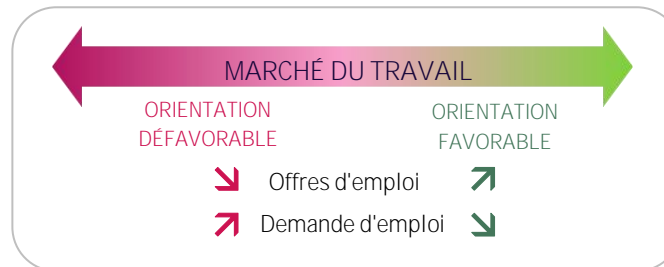 MARCHÉ DU TRAVAIL
ORIENTATION
DÉFAVORABLE
ORIENTATION
FAVORABLE
Offres d'emploi
Demande d'emploi